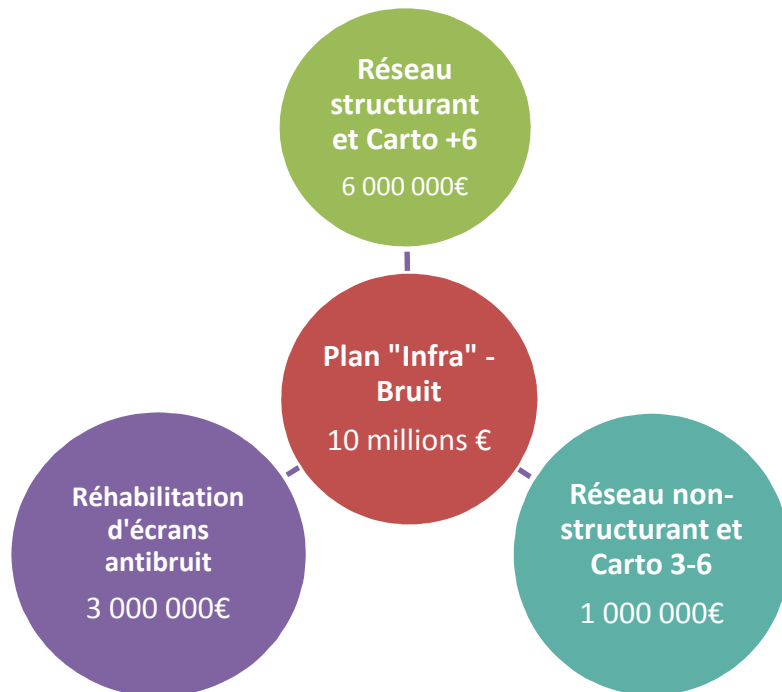 Réseau
structurant
et Carto +6
6 000 000€
Plan "Infra" -
Bruit
10 millions €
Réhabilitation
d'écrans
antibruit
3 000 000€
Réseau non-
structurant et
Carto 3-6
1 000 000€